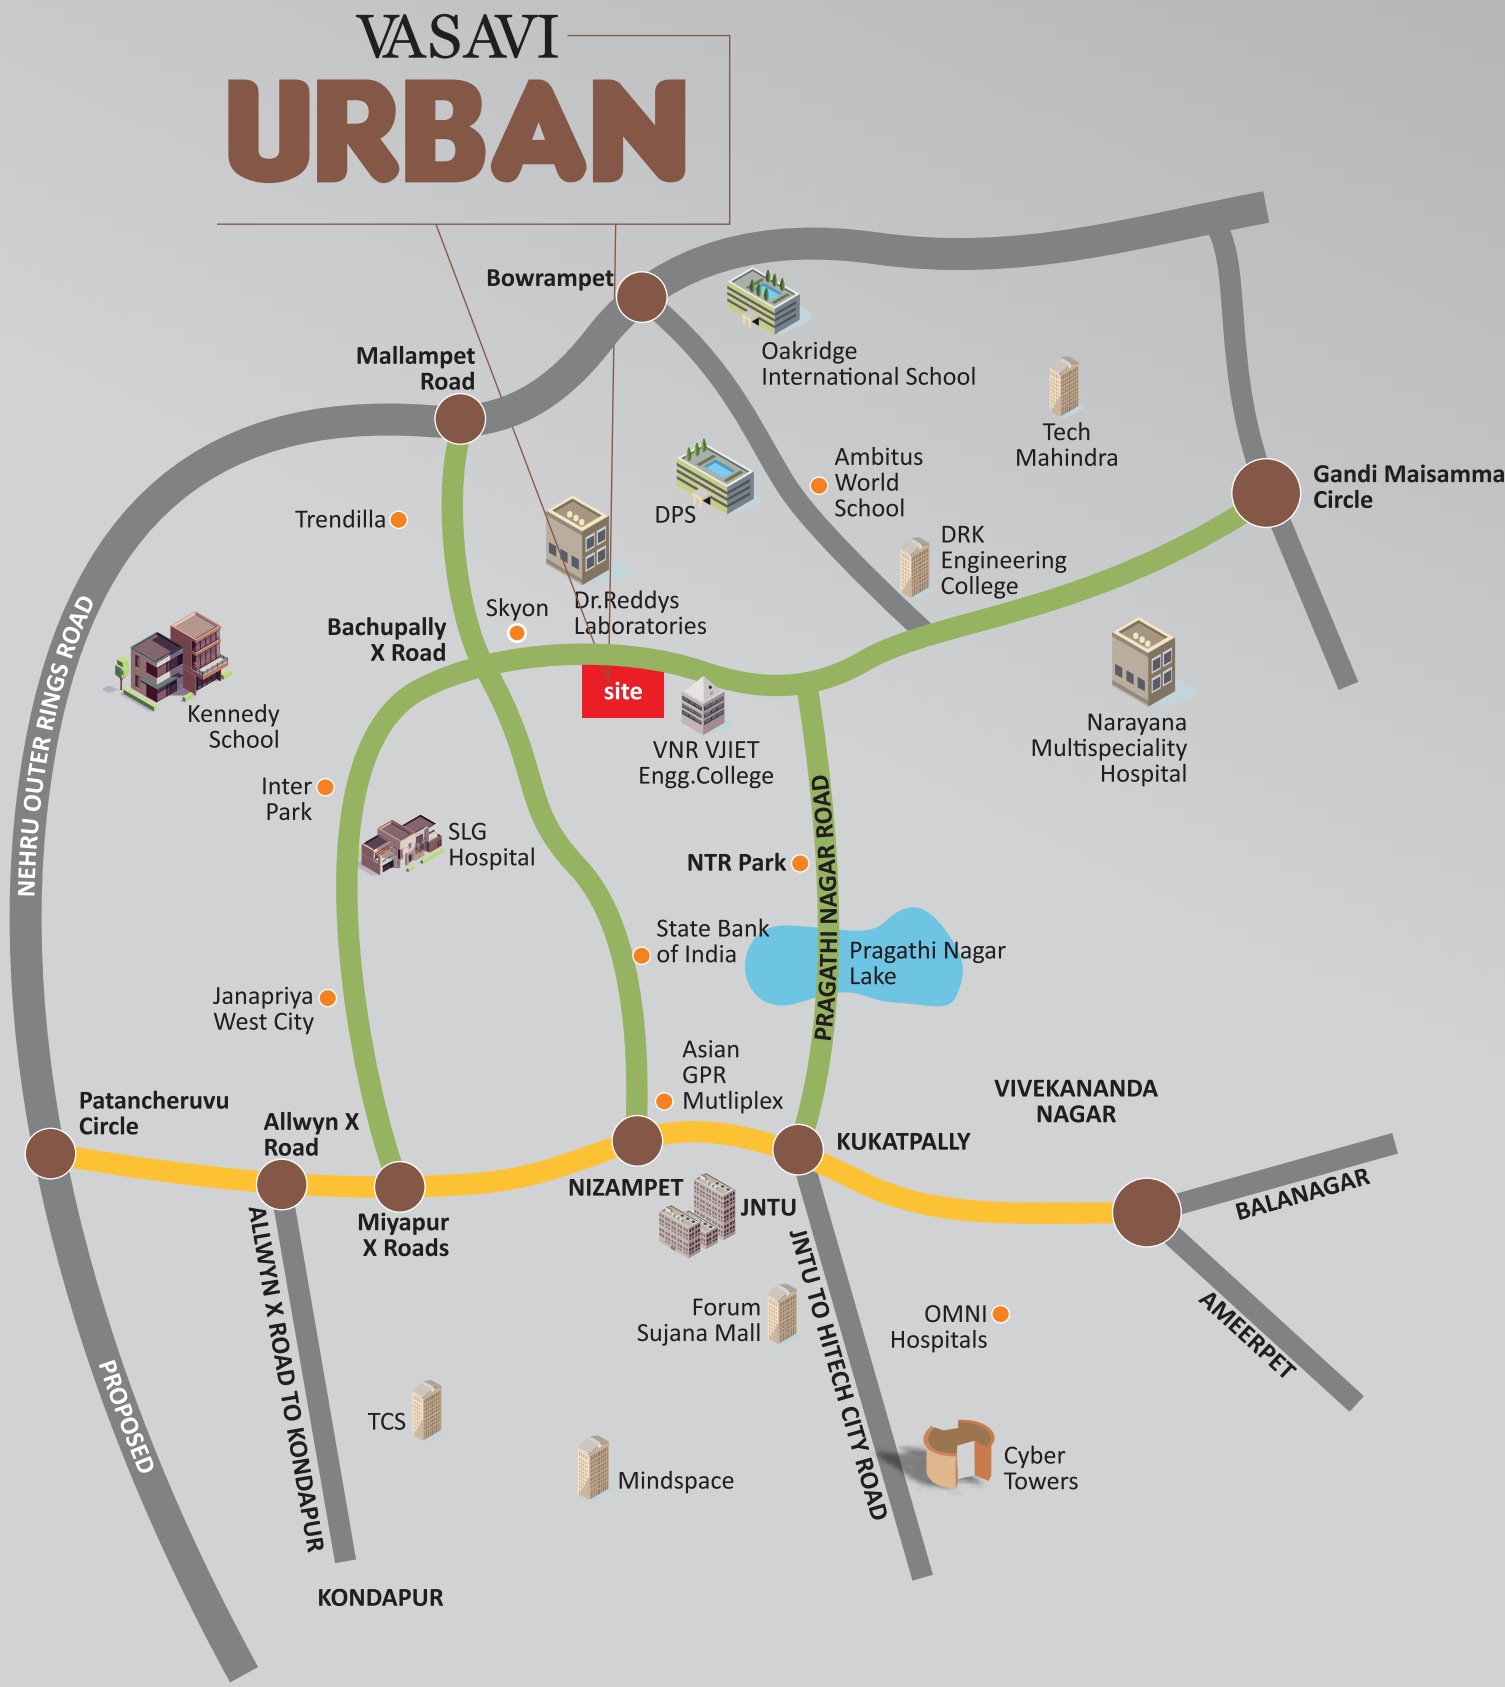 VASAVI
URBAN
Bowrampet
Mallampet
Road
Oakridge
International School
Tech
Mahindra
Ambitus
World
School
Gandi Maisamma
Circle
Trendilla
DPS
DRK
Engineering
College
Skyon
Dr.Reddys
Laboratories
Bachupally
X Road
NEHRU OUTER RINGS ROAD
site
Kennedy
School
VNR VJIET
Engg.College
Narayana
Multispeciality
Hospital
Inter
Park
SLG
Hospital
NTR Park
PRAGATHI NAGAR ROAD
State Bank
of India
Pragathi Nagar
Lake
Janapriya
West City
Asian
GPR
Mutliplex
Patancheruvu
Circle
Allwyn X
Road
VIVEKANANDA
NAGAR
KUKATPALLY
NIZAMPET
JNTU
BALANAGAR
Miyapur
X Roads
ALLWYN X ROAD TO KONDAPUR
JNTU TO HITECH CITY ROAD
Forum
Sujana Mall
OMNI
Hospitals
AMEERPET
PROPOSED
TCS
Mindspace
Cyber
Towers
KONDAPUR